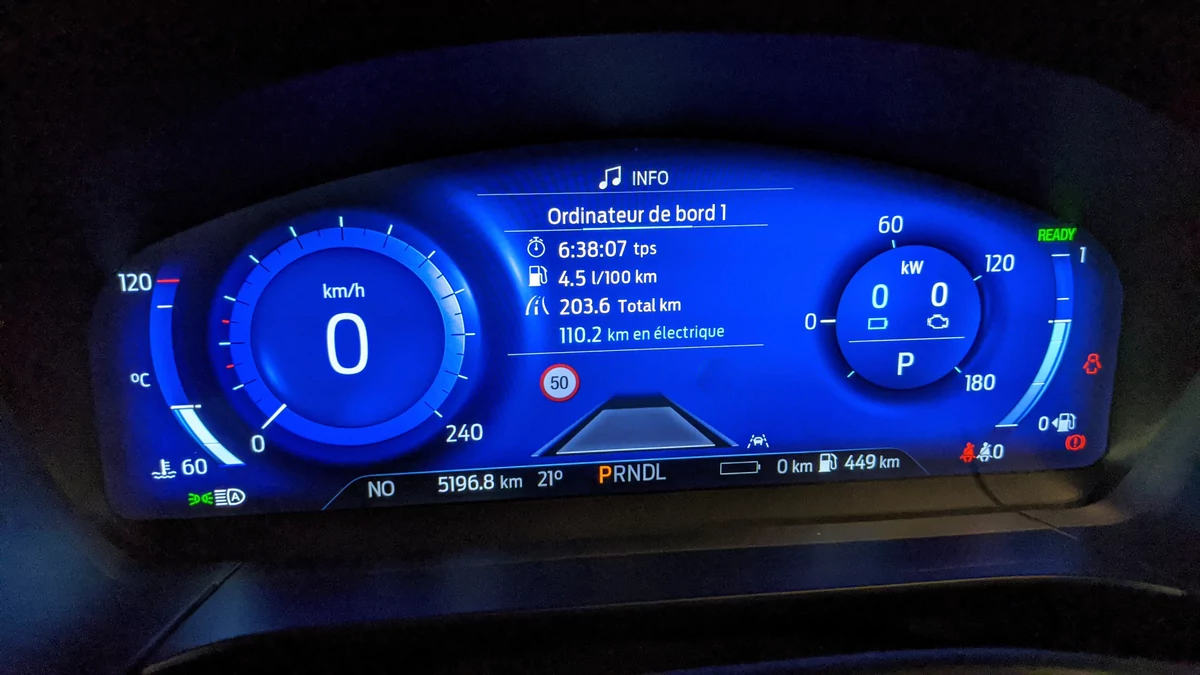 INFO
Ordinateur de bord 1
6:38:07 tps
4.5 l/100 km
203.6 Total km
110.2 km en électrique
50
120
°C
60
km/h
0
0
240
60
120
180
0
kW
0 0
P
READY
1
0
0
A
NO 5196.8 km 21° PRNDL 0 km 449 km